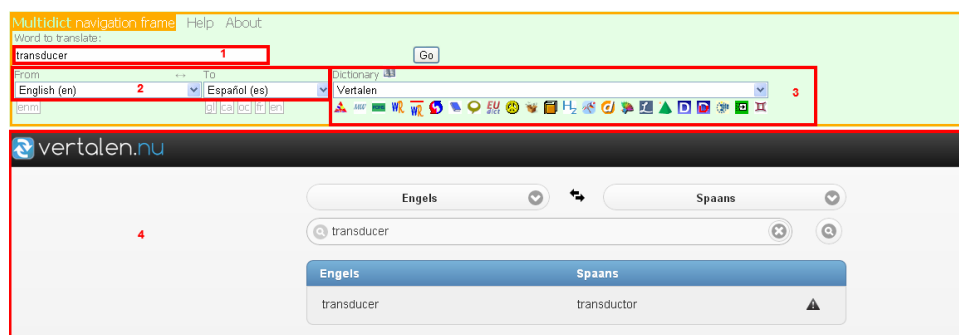 Multidict navigation frame Help About
Word to translate:
transducer 1 Go
From ↔ To Dictionary
English (en) 2 Español (es) Vertalen 3
enm gl ca oc fr en
vertalen.nu
Engels Spaans
4 transducer
Engels Spaans
transducer transductor